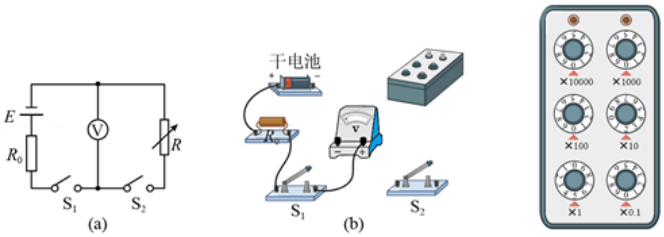 E
R₀
V
R
S₁
S₂
(a)
干电池
+
−
R₀
V
−
+
S₁
S₂
(b)
×10000
×1000
×100
×10
×1
×0.1